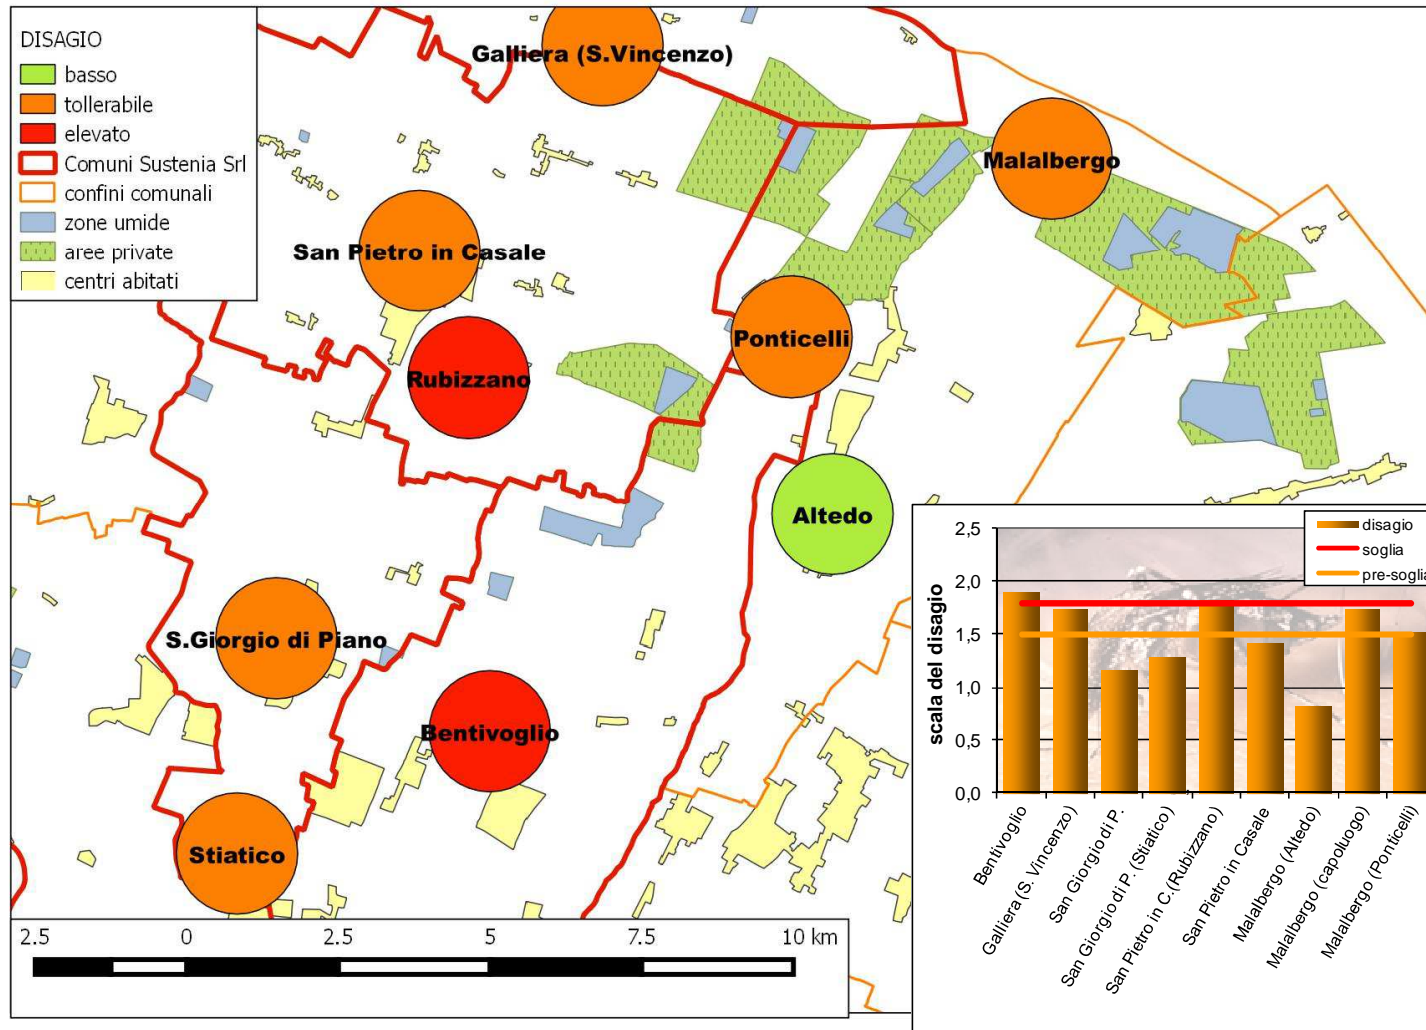 DISAGIO
basso
tollerabile
elevato
Comuni Sustenia Srl
confini comunali
zone umide
aree private
centri abitati
Galliera (S.Vincenzo)
Malalbergo
San Pietro in Casale
Ponticelli
Rubizzano
Altedo
S.Giorgio di Piano
Bentivoglio
Stiatico
2.5 0 2.5 5 7.5 10 km
disagio
soglia
pre-soglia
scala del disagio
2,5
2,0
1,5
1,0
0,5
0,0
Bentivoglio
Galliera (S. Vincenzo)
San Giorgio di P.
San Giorgio di P. (Stiatico)
San Pietro in C. (Rubizzano)
San Pietro in Casale
Malalbergo (Altedo)
Malalbergo (capoluogo)
Malalbergo (Ponticelli)